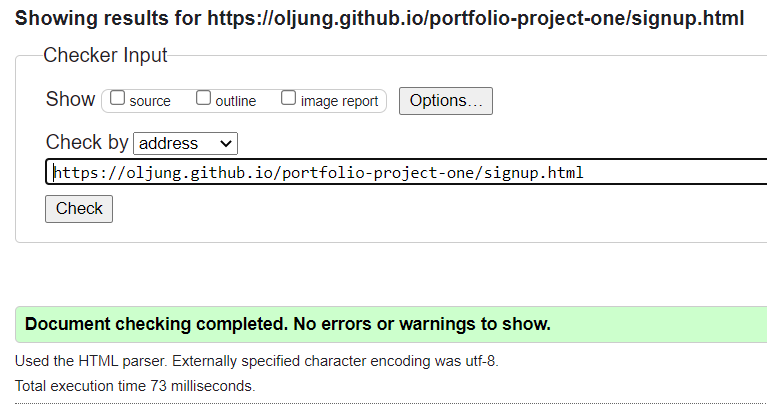 Showing results for https://oljung.github.io/portfolio-project-one/signup.html
Checker Input
Show source outline image report Options...
Check by address
https://oljung.github.io/portfolio-project-one/signup.html
Check
Document checking completed. No errors or warnings to show.
Used the HTML parser. Externally specified character encoding was utf-8.
Total execution time 73 milliseconds.